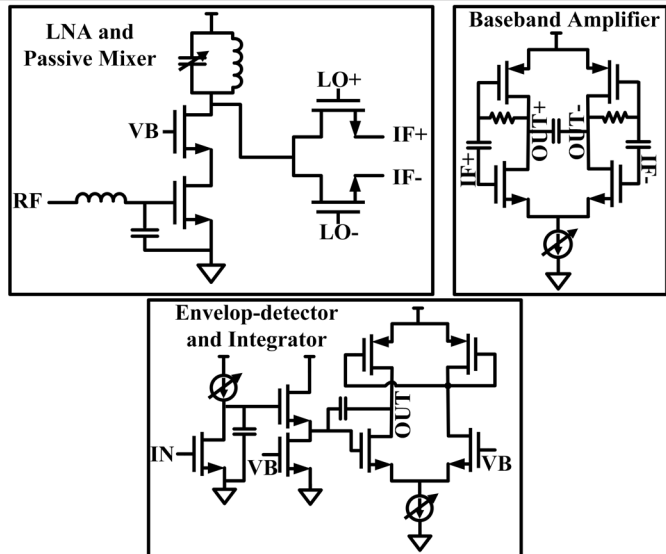 LNA and
Passive Mixer
VB
RF
LO+
IF+
IF-
LO-
Baseband Amplifier
IF+
OUT+
OUT-
IF-
Envelop-detector
and Integrator
IN
VB
OUT
VB